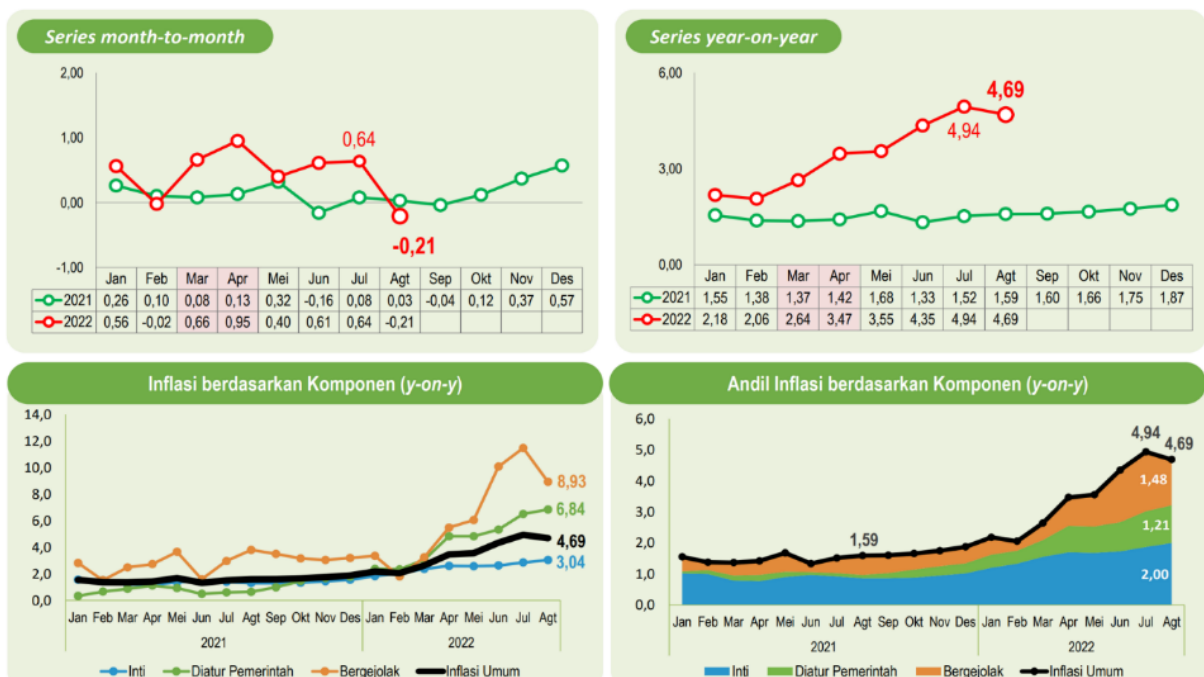 Series month-to-month
2,00
1,00
0,00
-1,00
0,64
-0,21
Jan Feb Mar Apr Mei Jun Jul Agt Sep Okt Nov Des
2021 0,26 0,10 0,08 0,13 0,32 -0,16 0,08 0,03 -0,04 0,12 0,37 0,57
2022 0,56 -0,02 0,66 0,95 0,40 0,61 0,64 -0,21
Series year-on-year
6,00
3,00
0,00
4,69
4,94
Jan Feb Mar Apr Mei Jun Jul Agt Sep Okt Nov Des
2021 1,55 1,38 1,37 1,42 1,68 1,33 1,52 1,59 1,60 1,66 1,75 1,87
2022 2,18 2,06 2,64 3,47 3,55 4,35 4,94 4,69
Inflasi berdasarkan Komponen (y-on-y)
14,0
12,0
10,0
8,0
6,0
4,0
2,0
0,0
8,93
6,84
4,69
3,04
Jan Feb Mar Apr Mei Jun Jul Agt Sep Okt Nov Des Jan Feb Mar Apr Mei Jun Jul Agt
2021 2022
Inti Diatur Pemerintah Bergejolak Inflasi Umum
Andil Inflasi berdasarkan Komponen (y-on-y)
6,0
5,0
4,0
3,0
2,0
1,0
0,0
1,59
4,94
4,69
1,48
1,21
2,00
Jan Feb Mar Apr Mei Jun Jul Agt Sep Okt Nov Des Jan Feb Mar Apr Mei Jun Jul Agt
2021 2022
Inti Diatur Pemerintah Bergejolak Inflasi Umum